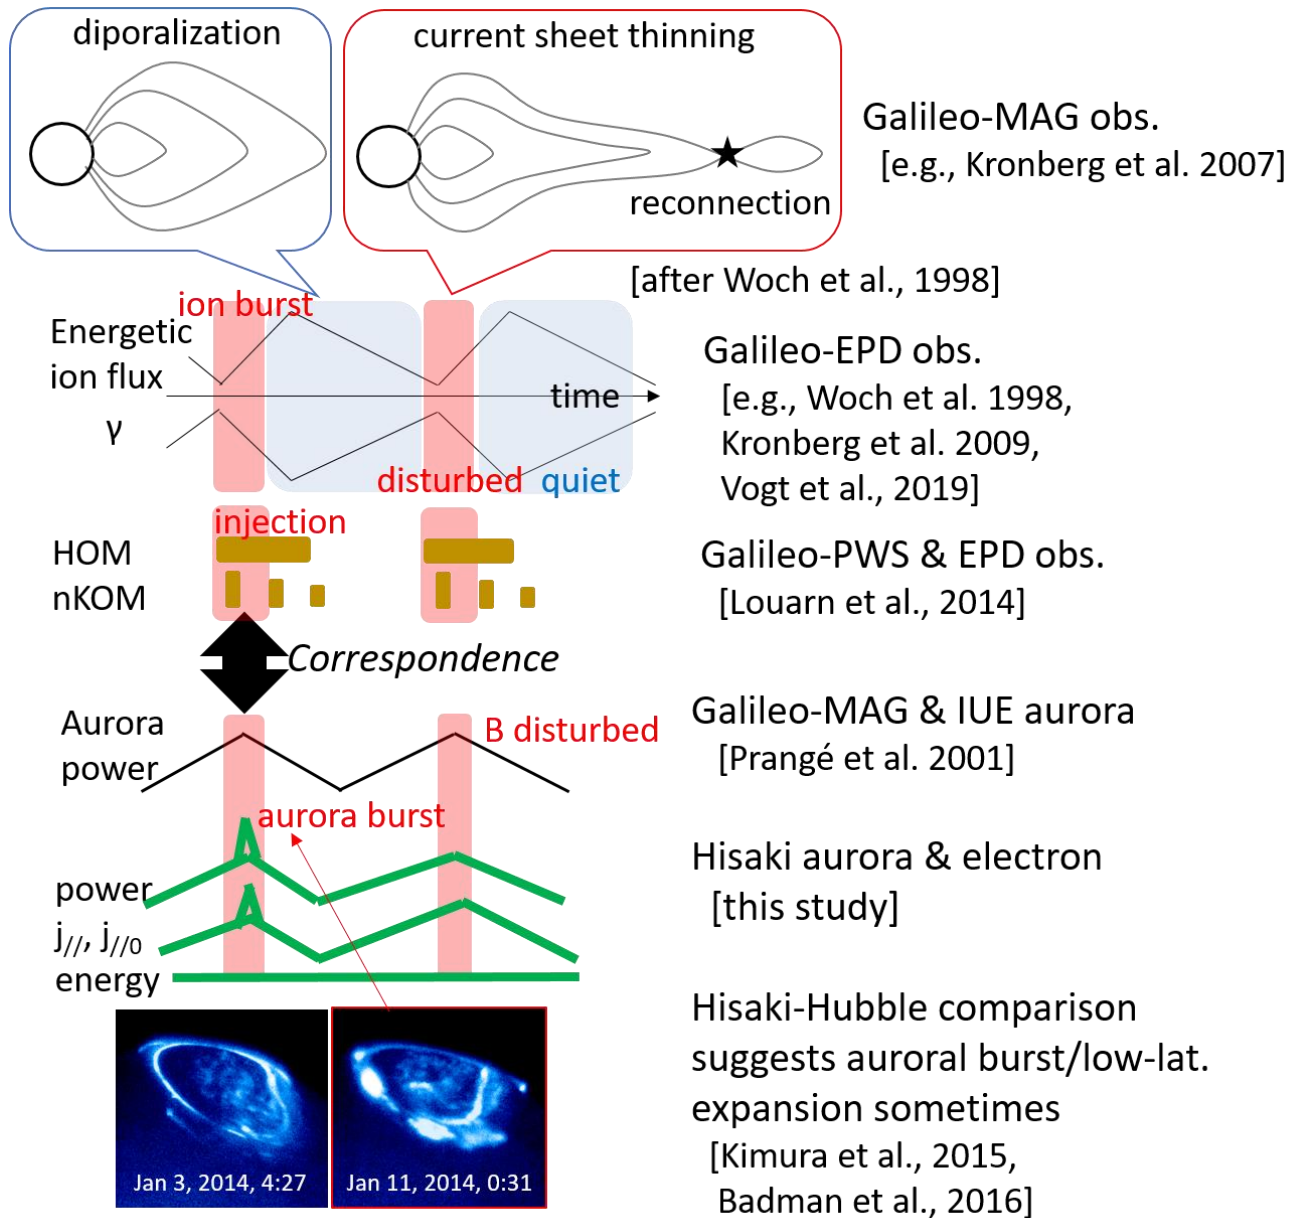 diporalization
current sheet thinning
reconnection
Galileo-MAG obs.
[e.g., Kronberg et al. 2007]
[after Woch et al., 1998]
ion burst
Energetic
ion flux
γ
time
disturbed
quiet
Galileo-EPD obs.
[e.g., Woch et al. 1998,
Kronberg et al. 2009,
Vogt et al., 2019]
injection
HOM
nKOM
Galileo-PWS & EPD obs.
[Louarn et al., 2014]
Correspondence
Aurora
power
B disturbed
Galileo-MAG & IUE aurora
[Prangé et al. 2001]
aurora burst
power
j//, j//0
energy
Hisaki aurora & electron
[this study]
Hisaki-Hubble comparison
suggests auroral burst/low-lat.
expansion sometimes
[Kimura et al., 2015,
Badman et al., 2016]
Jan 3, 2014, 4:27
Jan 11, 2014, 0:31